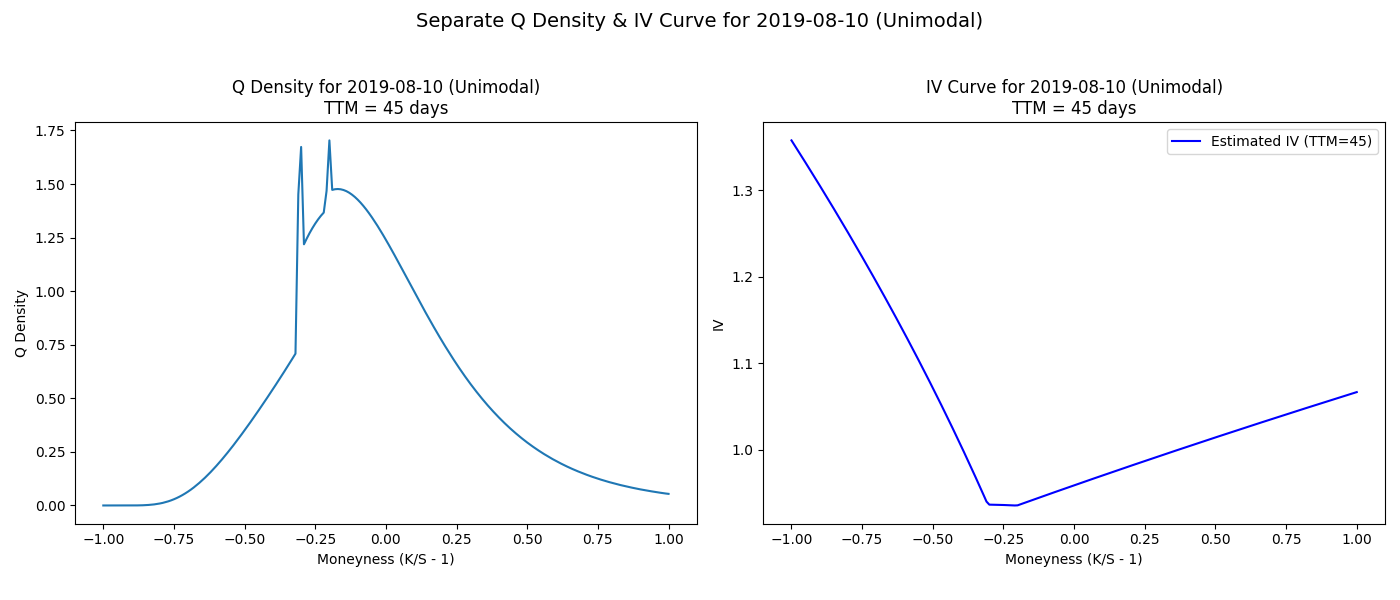 Separate Q Density & IV Curve for 2019-08-10 (Unimodal)
Q Density for 2019-08-10 (Unimodal)
TTM = 45 days
1.75
1.50
1.25
1.00
0.75
0.50
0.25
0.00
Q Density
−1.00 −0.75 −0.50 −0.25 0.00 0.25 0.50 0.75 1.00
Moneyness (K/S - 1)
IV Curve for 2019-08-10 (Unimodal)
TTM = 45 days
Estimated IV (TTM=45)
1.3
1.2
1.1
1.0
IV
−1.00 −0.75 −0.50 −0.25 0.00 0.25 0.50 0.75 1.00
Moneyness (K/S - 1)